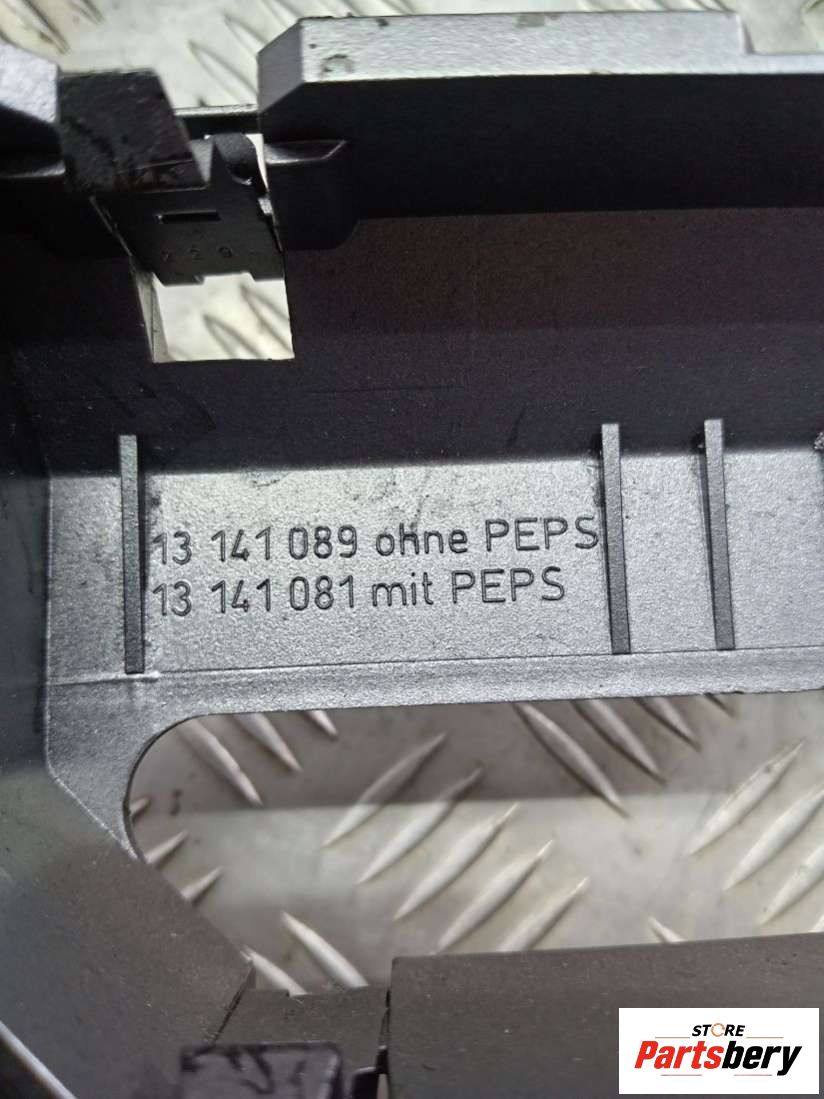 13 141 089 ohne PEPS
13 141 081 mit PEPS
STORE
Partsbery